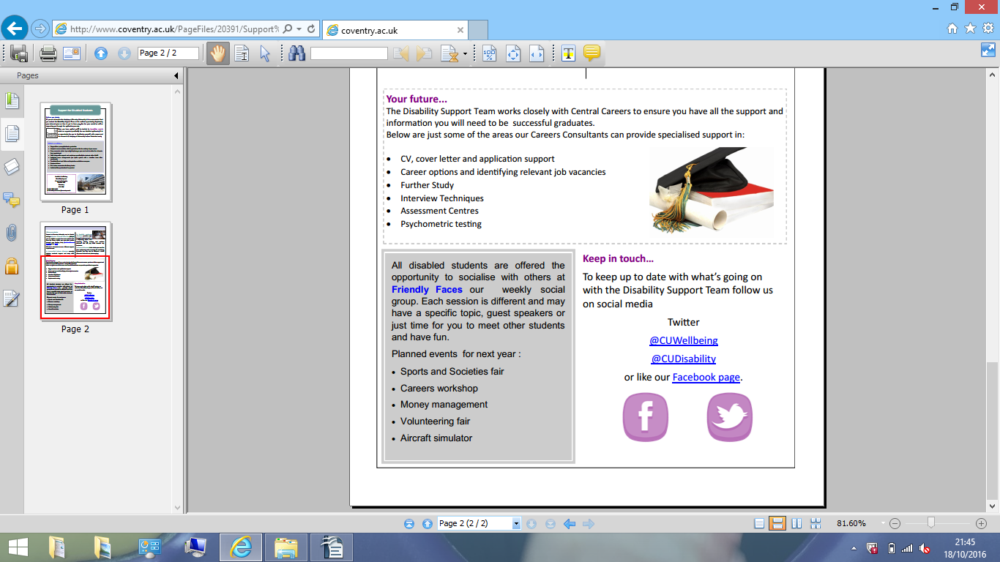 http://www.coventry.ac.uk/PageFiles/20391/Support%
coventry.ac.uk
Page 2 / 2
100 %
Pages
Support for Disabled Students
Page 1
Page 2
Your future...
The Disability Support Team works closely with Central Careers to ensure you have all the support and
information you will need to be successful graduates.
Below are just some of the areas our Careers Consultants can provide specialised support in:
• CV, cover letter and application support
• Career options and identifying relevant job vacancies
• Further Study
• Interview Techniques
• Assessment Centres
• Psychometric testing
All disabled students are offered the
opportunity to socialise with others at
Friendly Faces our weekly social
group. Each session is different and may
have a specific topic, guest speakers or
just time for you to meet other students
and have fun.
Planned events for next year :
• Sports and Societies fair
• Careers workshop
• Money management
• Volunteering fair
• Aircraft simulator
Keep in touch...
To keep up to date with what's going on
with the Disability Support Team follow us
on social media
Twitter
@CUWellbeing
@CUDisability
or like our Facebook page.
Page 2 (2 / 2)
81.60%
21:45
18/10/2016